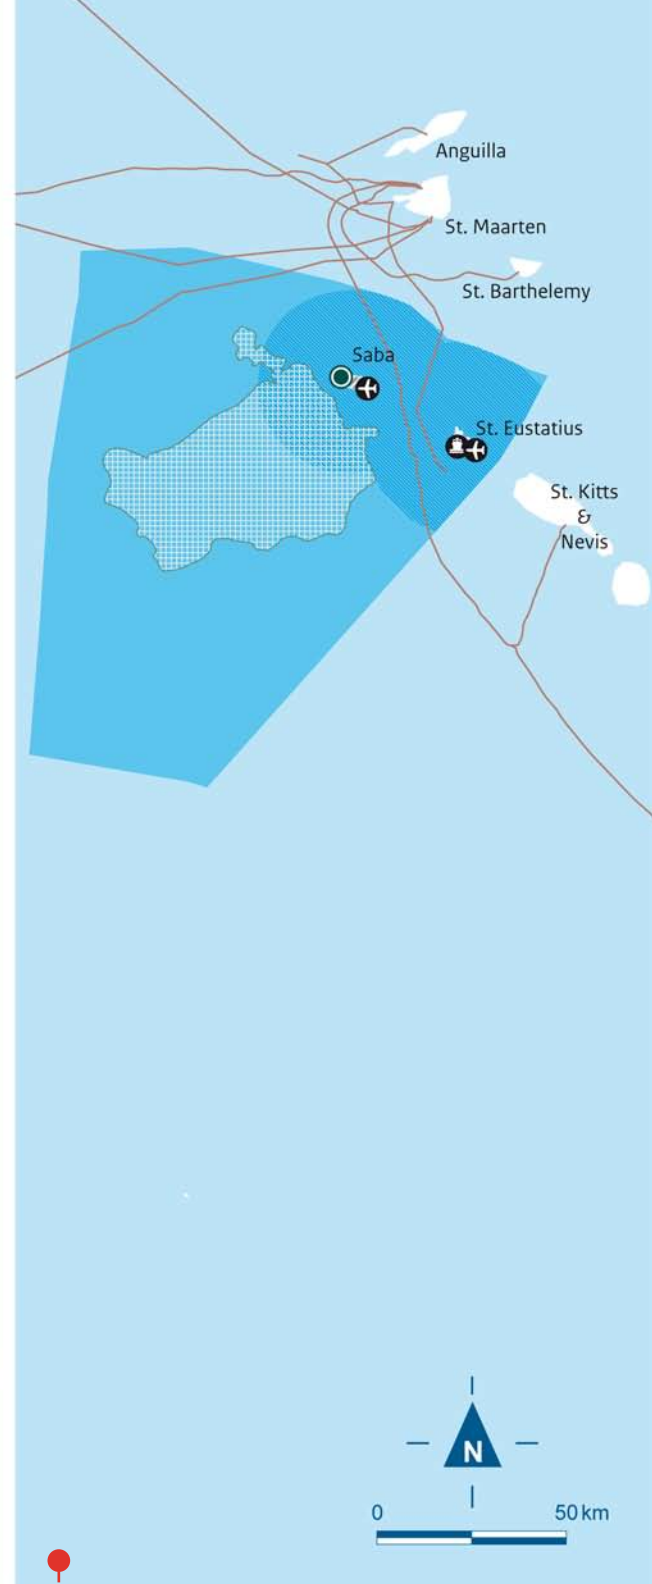 Anguilla
St. Maarten
St. Barthelemy
Saba
St. Eustatius
St. Kitts
&
Nevis
N
0 50 km